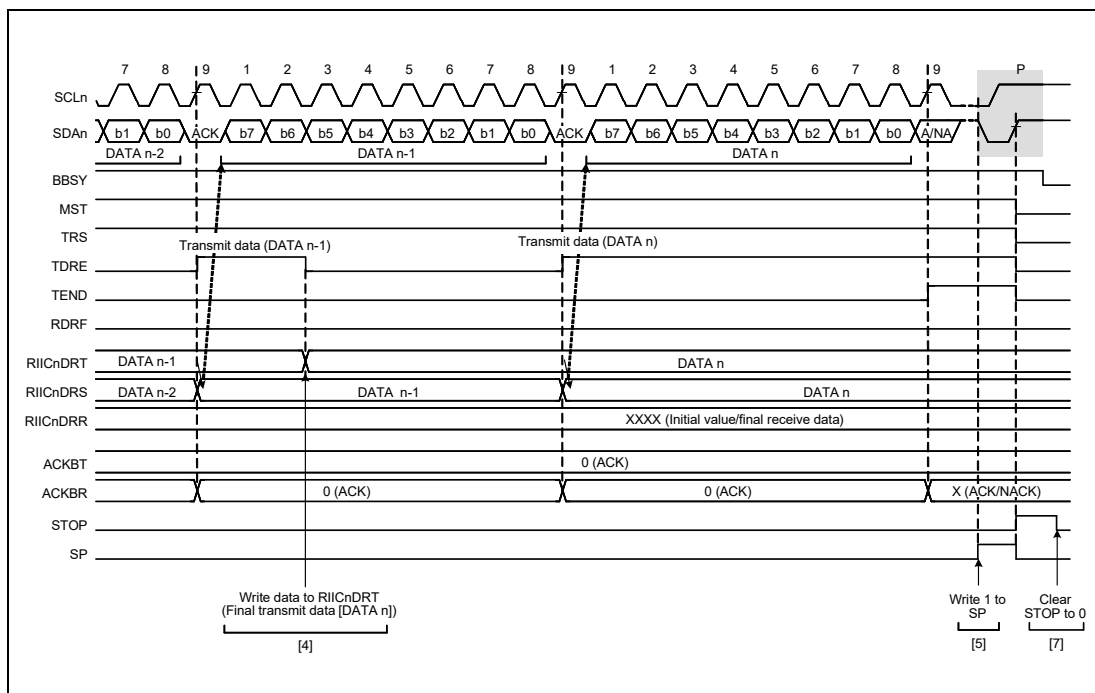 7 8 9 1 2 3 4 5 6 7 8 9 1 2 3 4 5 6 7 8 9 P
SCLn
SDAn b1 b0 ACK b7 b6 b5 b4 b3 b2 b1 b0 ACK b7 b6 b5 b4 b3 b2 b1 b0 A/NA
DATA n-2 DATA n-1 DATA n
BBSY
MST
TRS
Transmit data (DATA n-1) Transmit data (DATA n)
TDRE
TEND
RDRF
RIICnDRT DATA n-1 DATA n
RIICnDRS DATA n-2 DATA n-1 DATA n
RIICnDRR XXXX (Initial value/final receive data)
ACKBT 0 (ACK)
ACKBR 0 (ACK) 0 (ACK) X (ACK/NACK)
STOP
SP
Write data to RIICnDRT
(Final transmit data [DATA n])
[4]
Write 1 to
SP
[5]
Clear
STOP to 0
[7]